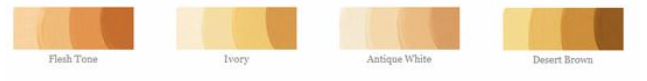 Flesh Tone
Ivory
Antique White
Desert Brown